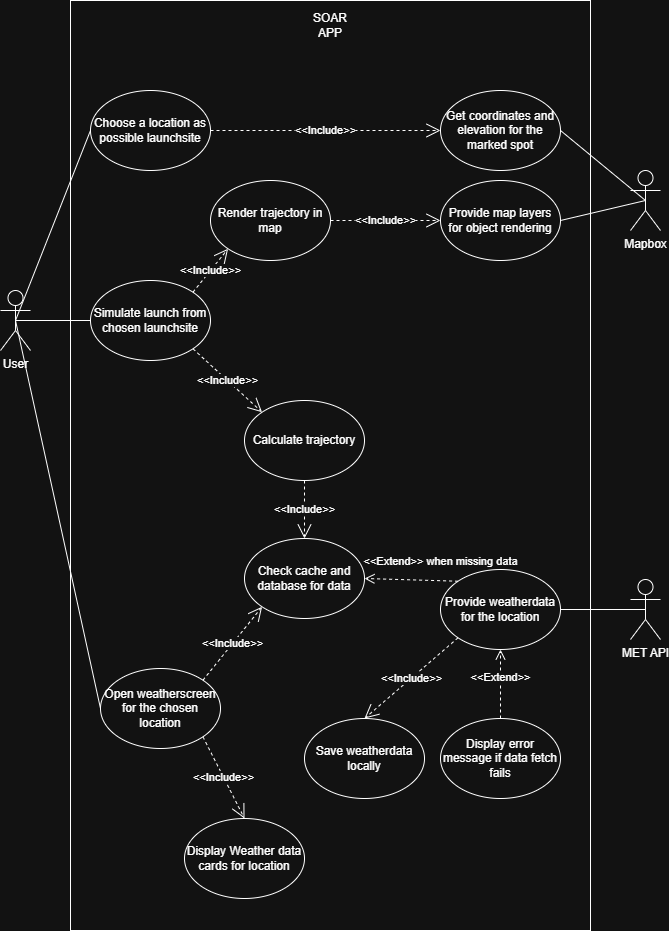 SOAR
APP
Choose a location as
possible launchsite
<<Include>>
Get coordinates and
elevation for the
marked spot
Render trajectory in
map
<<Include>>
Provide map layers
for object rendering
Mapbox
<<Include>>
Simulate launch from
chosen launchsite
User
<<Include>>
Calculate trajectory
<<Include>>
Check cache and
database for data
<<Extend>> when missing data
Provide weatherdata
for the location
MET API
<<Include>>
<<Include>>
<<Extend>>
Open weatherscreen
for the chosen
location
Save weatherdata
locally
Display error
message if data fetch
fails
<<Include>>
Display Weather data
cards for location